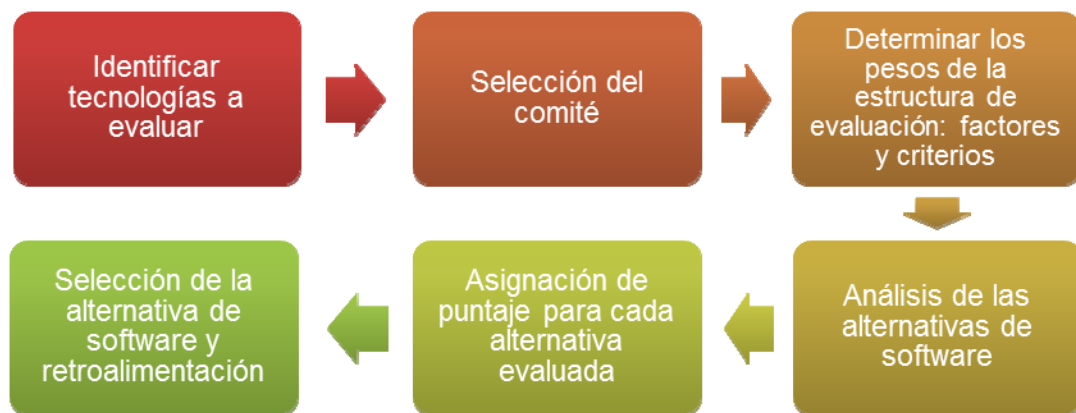 Identificar
tecnologías a
evaluar
Selección del
comité
Determinar los
pesos de la
estructura de
evaluación: factores
y criterios
Análisis de las
alternativas de
software
Asignación de
puntaje para cada
alternativa
evaluada
Selección de la
alternativa de
software y
retroalimentación